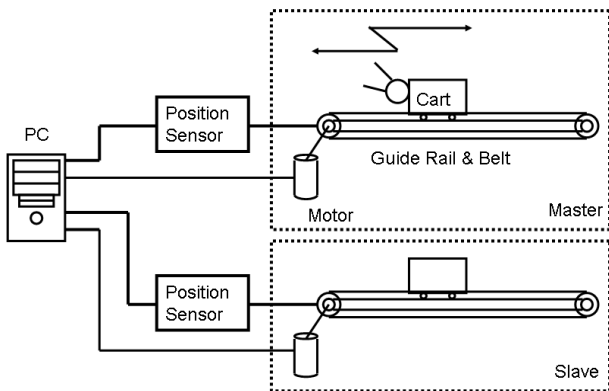 PC
Position
Sensor
Cart
Guide Rail & Belt
Motor
Master
Position
Sensor
Slave